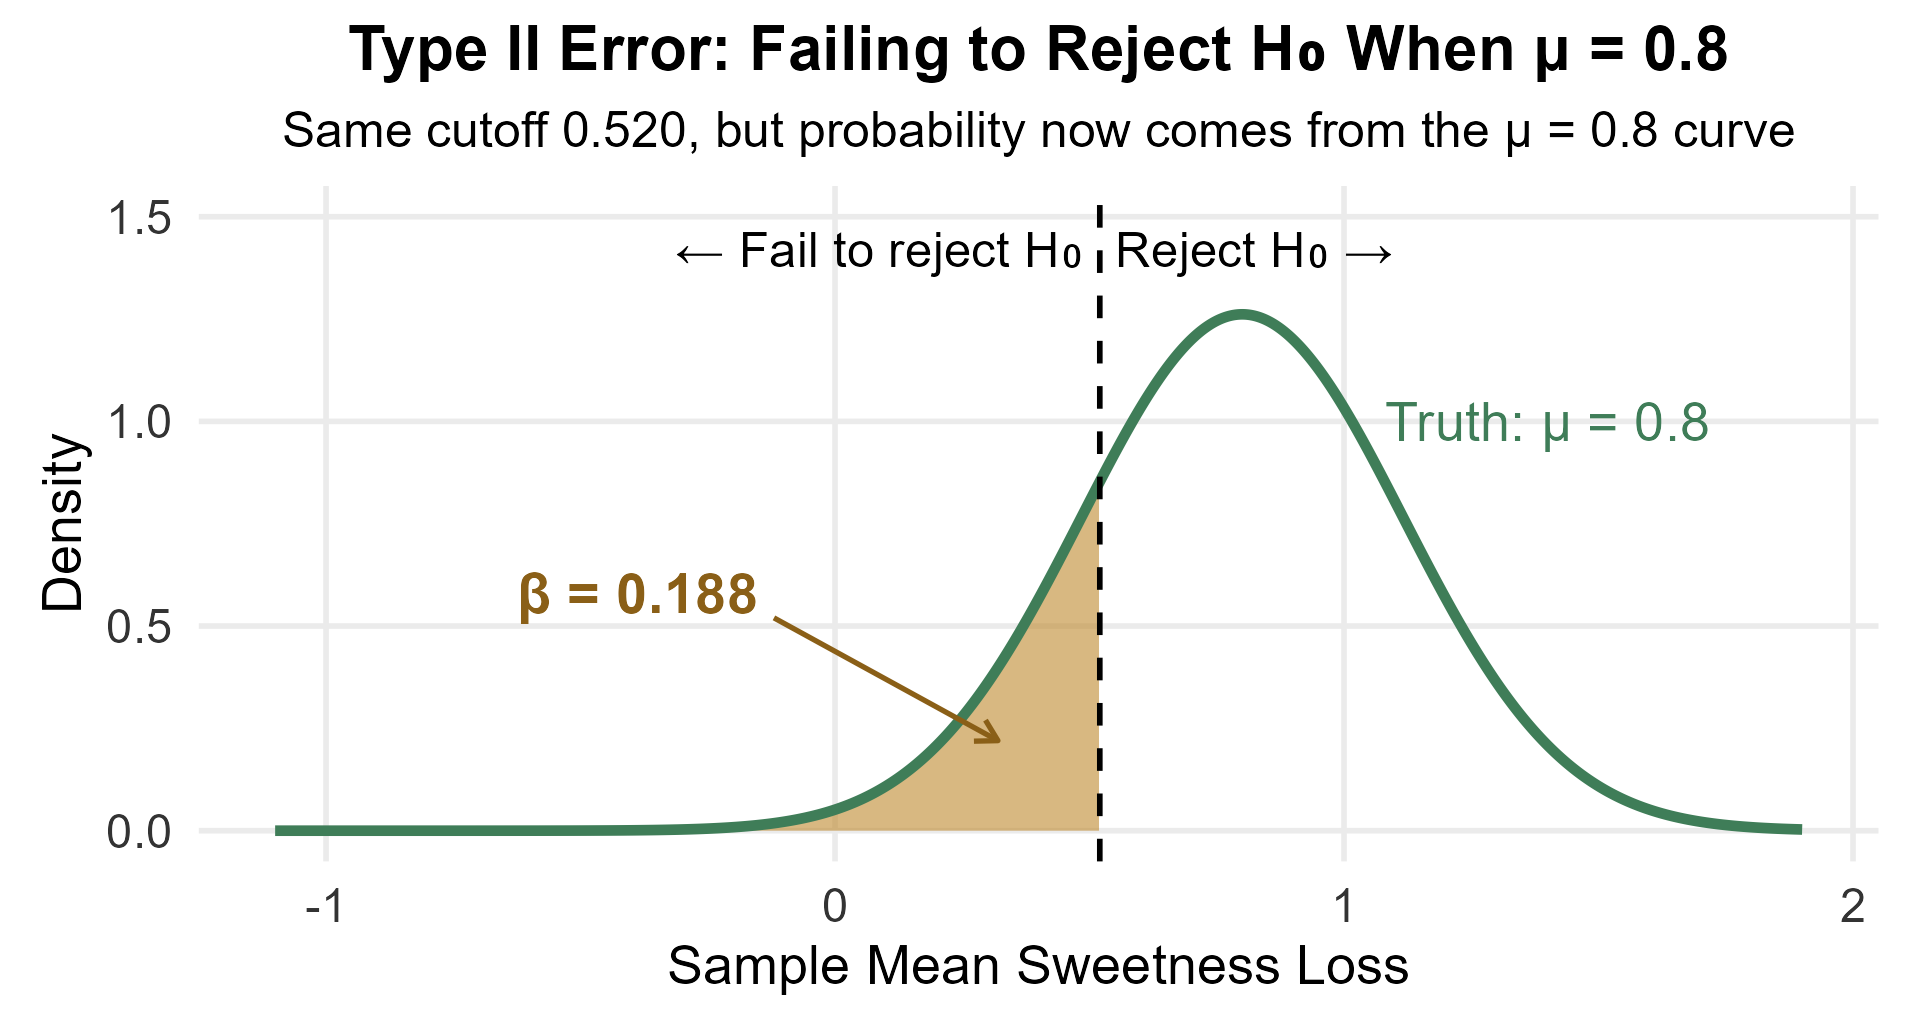 Type II Error: Failing to Reject H₀ When μ = 0.8
Same cutoff 0.520, but probability now comes from the μ = 0.8 curve
1.5
← Fail to reject H₀
Reject H₀ →
1.0
Truth: μ = 0.8
Density
β = 0.188
0.5
0.0
-1
0
1
2
Sample Mean Sweetness Loss